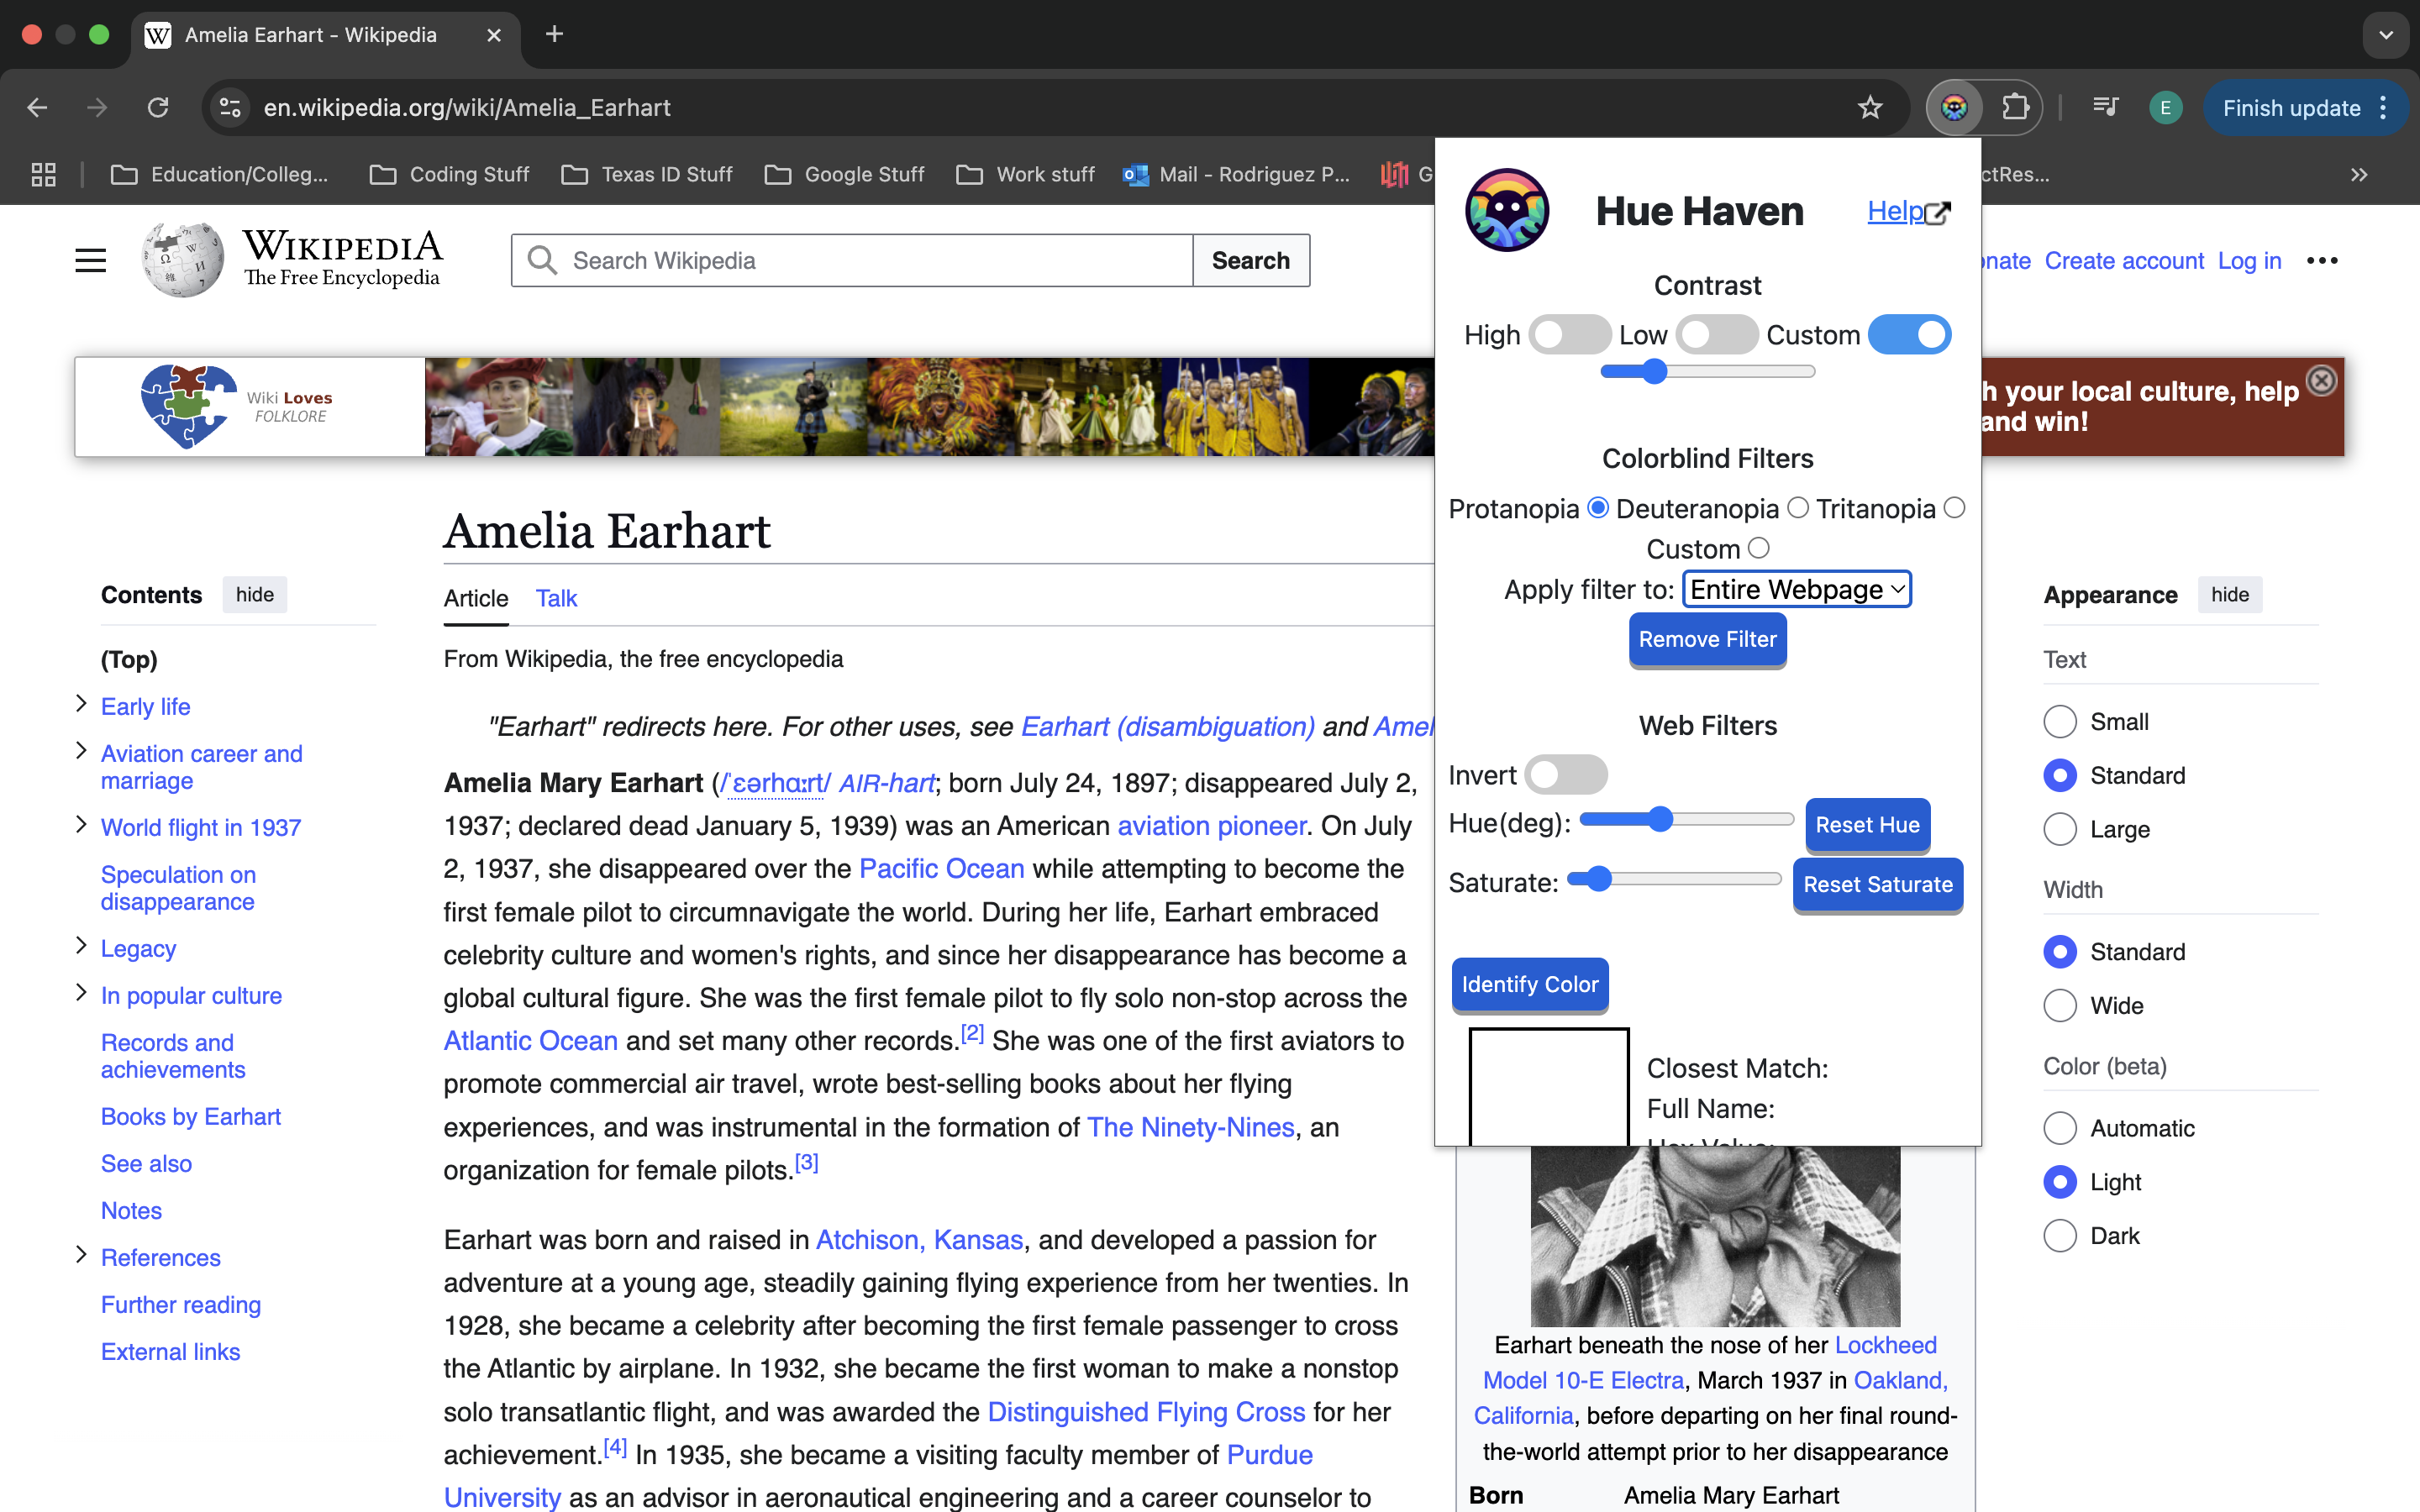 Amelia Earhart - Wikipedia
en.wikipedia.org/wiki/Amelia_Earhart
E
Finish update
Education/Colleg...
Coding Stuff
Texas ID Stuff
Google Stuff
Work stuff
Mail - Rodriguez P...
G
ctRes...
WIKIPEDIA
The Free Encyclopedia
Search Wikipedia
Search
onate
Create account
Log in
Wiki Loves
FOLKLORE
h your local culture, help
and win!
Contents
hide
(Top)
Early life
Aviation career and
marriage
World flight in 1937
Speculation on
disappearance
Legacy
In popular culture
Records and
achievements
Books by Earhart
See also
Notes
References
Further reading
External links
Amelia Earhart
Article
Talk
From Wikipedia, the free encyclopedia
"Earhart" redirects here. For other uses, see Earhart (disambiguation) and Amel
Amelia Mary Earhart (/ˈɛərhɑːrt/ AIR-hart; born July 24, 1897; disappeared July 2,
1937; declared dead January 5, 1939) was an American aviation pioneer. On July
2, 1937, she disappeared over the Pacific Ocean while attempting to become the
first female pilot to circumnavigate the world. During her life, Earhart embraced
celebrity culture and women's rights, and since her disappearance has become a
global cultural figure. She was the first female pilot to fly solo non-stop across the
Atlantic Ocean and set many other records.[2] She was one of the first aviators to
promote commercial air travel, wrote best-selling books about her flying
experiences, and was instrumental in the formation of The Ninety-Nines, an
organization for female pilots.[3]
Earhart was born and raised in Atchison, Kansas, and developed a passion for
adventure at a young age, steadily gaining flying experience from her twenties. In
1928, she became a celebrity after becoming the first female passenger to cross
the Atlantic by airplane. In 1932, she became the first woman to make a nonstop
solo transatlantic flight, and was awarded the Distinguished Flying Cross for her
achievement.[4] In 1935, she became a visiting faculty member of Purdue
University as an advisor in aeronautical engineering and a career counselor to
Hue Haven
Help
Contrast
High
Low
Custom
Colorblind Filters
Protanopia
Deuteranopia
Tritanopia
Custom
Apply filter to: Entire Webpage
Remove Filter
Web Filters
Invert
Hue(deg):
Reset Hue
Saturate:
Reset Saturate
Identify Color
Closest Match:
Full Name:
Hex Value:
Earhart beneath the nose of her Lockheed
Model 10-E Electra, March 1937 in Oakland,
California, before departing on her final round-
the-world attempt prior to her disappearance
Born
Amelia Mary Earhart
Appearance
hide
Text
Small
Standard
Large
Width
Standard
Wide
Color (beta)
Automatic
Light
Dark